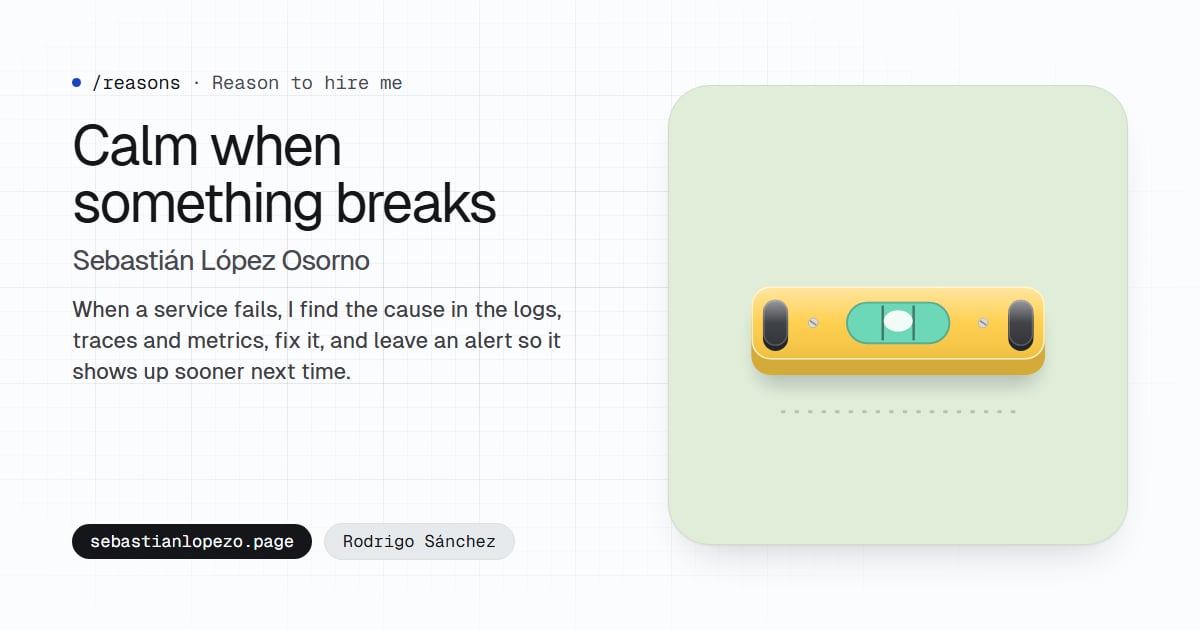 /reasons · Reason to hire me
Calm when
something breaks
Sebastián López Osorno
When a service fails, I find the cause in the logs,
traces and metrics, fix it, and leave an alert so it
shows up sooner next time.
sebastianlopezo.page
Rodrigo Sánchez